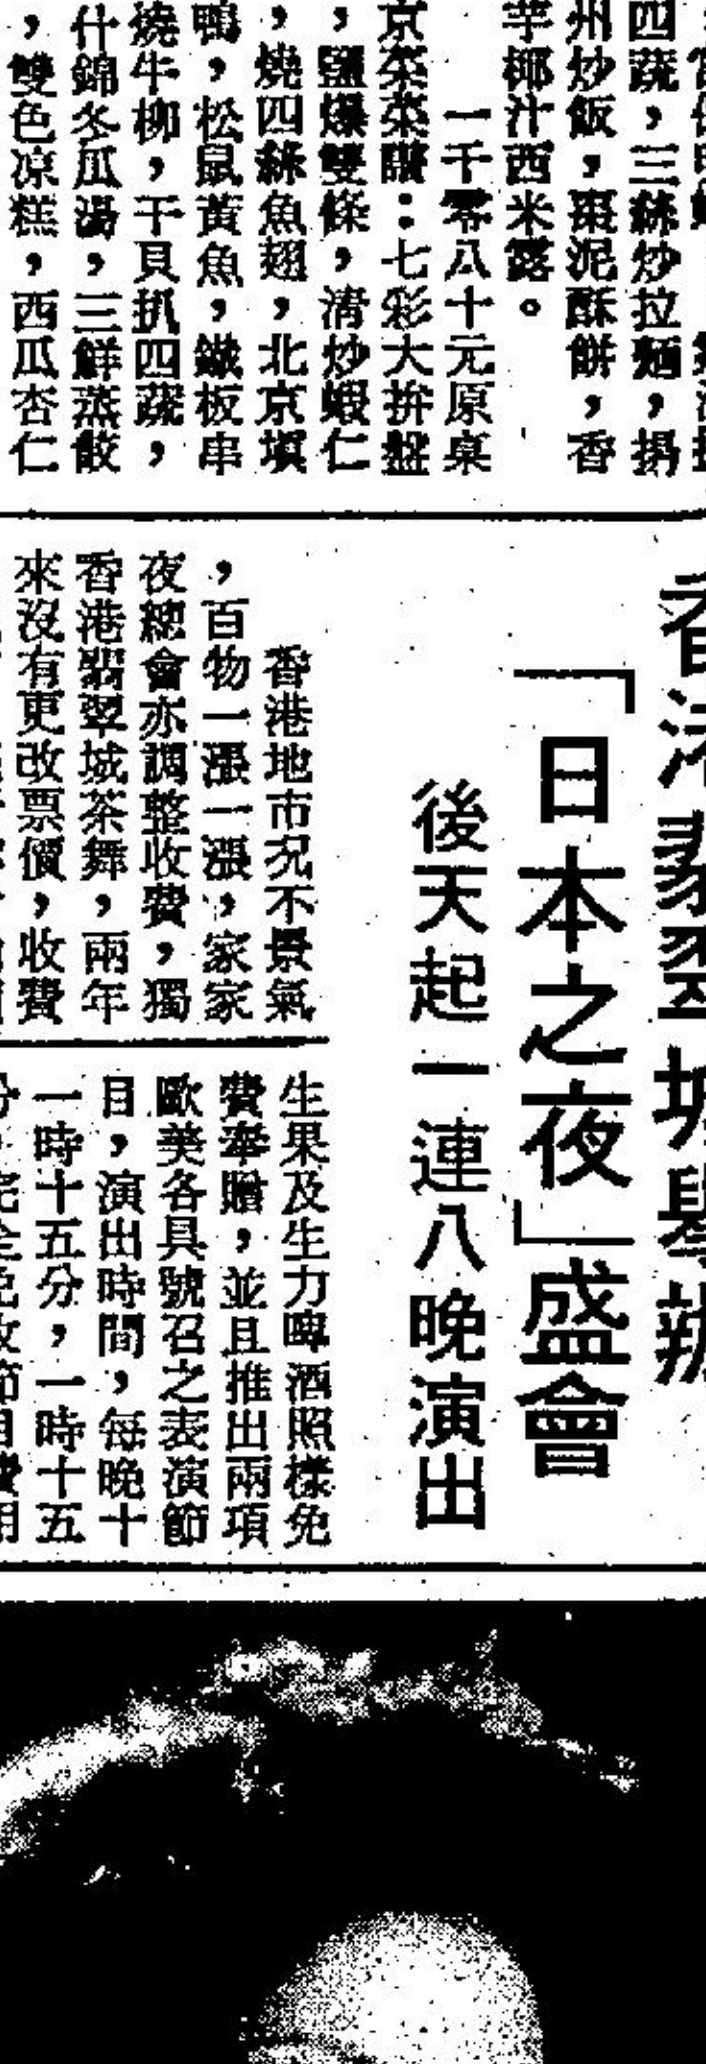 四蔬，三絲炒拉麵，揚
州炒飯，棗泥酥餅，香
芋椰汁西米露。
一千零八十元原桌
京菜菜譜：七彩大拚盤
，鹽爆雙條，清炒蝦仁
，燒四絲魚翅，北京填
鴨，松鼠黃魚，鐵板串
燒牛柳，干貝扒四蔬，
什錦冬瓜湯，三鮮蒸餃
，雙色凉糕，西瓜杏仁
香港翡翠城舉辦
「日本之夜」盛會
後天起一連八晚演出
香港地市況不景氣
，百物一漲一漲，家家
夜總會亦調整收費，獨
香港翡翠城茶舞，兩年
來沒有更改票價，收費
生果及生力啤酒照樣免
費奉贈，並且推出兩項
歐美各具號召之表演節
目，演出時間，每晚十
一時十五分，一時十五